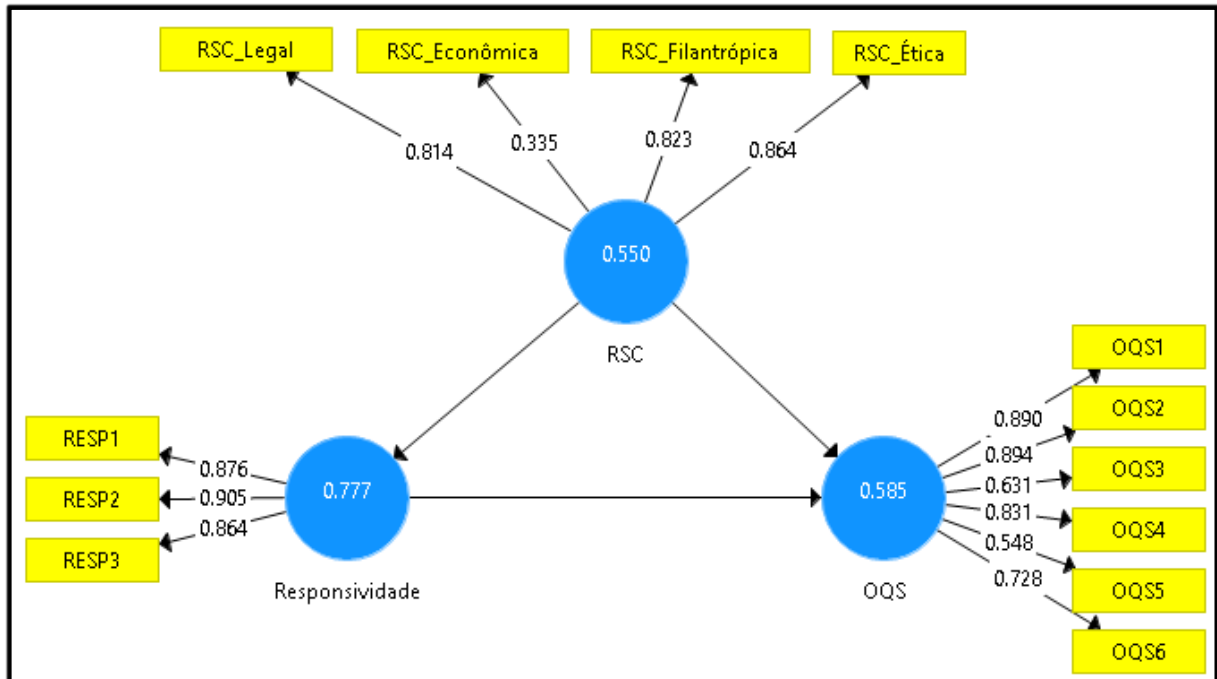 RSC_Legal
RSC_Econômica
RSC_Filantrópica
RSC_Ética
0.814
0.335
0.823
0.864
0.550
RSC
RESP1
RESP2
RESP3
0.876
0.905
0.864
0.777
Responsividade
0.585
OQS
0.890
0.894
0.631
0.831
0.548
0.728
OQS1
OQS2
OQS3
OQS4
OQS5
OQS6